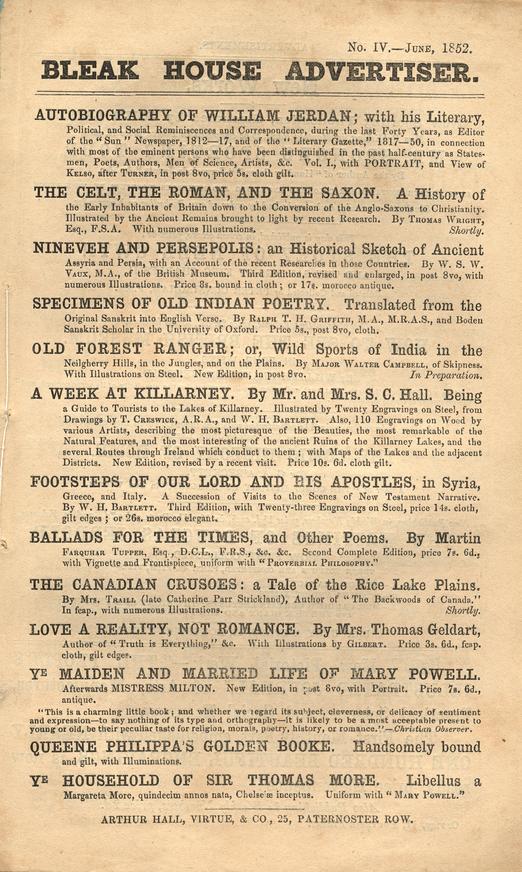 No. IV.—June, 1852.
BLEAK HOUSE ADVERTISER.
AUTOBIOGRAPHY OF WILLIAM JERDAN; with his Literary,
Political, and Social Reminiscences and Correspondence, during the last Forty Years, as Editor
of the "Sun" Newspaper, 1812—17, and of the "Literary Gazette," 1817—50, in connection
with most of the eminent persons who have been distinguished in the past half-century as States-
men, Poets, Authors, Men of Science, Artists, &c. Vol. I., with PORTRAIT, and View of
Kelso, after Turner, in post 8vo, price 5s. cloth gilt.
THE CELT, THE ROMAN, AND THE SAXON. A History of
the Early Inhabitants of Britain down to the Conversion of the Anglo-Saxons to Christianity.
Illustrated by the Ancient Remains brought to light by recent Research. By Thomas Wright,
Esq., F.S.A. With numerous Illustrations. Shortly.
NINEVEH AND PERSEPOLIS: an Historical Sketch of Ancient
Assyria and Persia, with an Account of the recent Researches in those Countries. By W. S. W.
Vaux, M.A., of the British Museum. Third Edition, revised and enlarged, in post 8vo, with
numerous Illustrations. Price 8s. bound in cloth; or 17s. morocco antique.
SPECIMENS OF OLD INDIAN POETRY. Translated from the
Original Sanskrit into English Verse. By Ralph T. H. Griffith, M.A., M.R.A.S., and Boden
Sanskrit Scholar in the University of Oxford. Price 5s., post 8vo, cloth.
OLD FOREST RANGER; or, Wild Sports of India in the
Neilgherry Hills, in the Jungles, and on the Plains. By Major Walter Campbell, of Skipness.
With Illustrations on Steel. New Edition, in post 8vo. In Preparation.
A WEEK AT KILLARNEY. By Mr. and Mrs. S. C. Hall. Being
a Guide to Tourists to the Lakes of Killarney. Illustrated by Twenty Engravings on Steel, from
Drawings by T. Creswick, A.R.A., and W. H. Bartlett. Also, 110 Engravings on Wood by
various Artists, describing the most picturesque of the Beauties, the most remarkable of the
Natural Features, and the most interesting of the ancient Ruins of the Killarney Lakes, and the
several Routes through Ireland which conduct to them; with Maps of the Lakes and the adjacent
Districts. New Edition, revised by a recent visit. Price 10s. 6d. cloth gilt.
FOOTSTEPS OF OUR LORD AND HIS APOSTLES, in Syria,
Greece, and Italy. A Succession of Visits to the Scenes of New Testament Narrative.
By W. H. Bartlett. Third Edition, with Twenty-three Engravings on Steel, price 14s. cloth,
gilt edges; or 26s. morocco elegant.
BALLADS FOR THE TIMES, and Other Poems. By Martin
Farquhar Tupper, Esq., D.C.L., F.R.S., &c. &c. Second Complete Edition, price 7s. 6d.,
with Vignette and Frontispiece, uniform with "Proverbial Philosophy."
THE CANADIAN CRUSOES: a Tale of the Rice Lake Plains.
By Mrs. Traill (late Catherine Parr Strickland), Author of "The Backwoods of Canada."
In fcap., with numerous Illustrations. Shortly.
LOVE A REALITY, NOT ROMANCE. By Mrs. Thomas Geldart,
Author of "Truth is Everything," &c. With Illustrations by Gilbert. Price 3s. 6d., fcap.
cloth, gilt edges.
Ye MAIDEN AND MARRIED LIFE OF MARY POWELL.
Afterwards MISTRESS MILTON. New Edition, in post 8vo, with Portrait. Price 7s. 6d.,
antique.
"This is a charming little book; and whether we regard its subject, cleverness, or delicacy of sentiment
and expression—to say nothing of its type and orthography—it is likely to be a most acceptable present to
young or old, be their peculiar taste for religion, morals, poetry, history, or romance."—Christian Observer.
QUEENE PHILIPPA'S GOLDEN BOOKE. Handsomely bound
and gilt, with Illuminations.
Ye HOUSEHOLD OF SIR THOMAS MORE. Libellus a
Margareta More, quindecim annos nata, Chelseiæ inceptus. Uniform with "Mary Powell."
ARTHUR HALL, VIRTUE, & CO., 25, PATERNOSTER ROW.